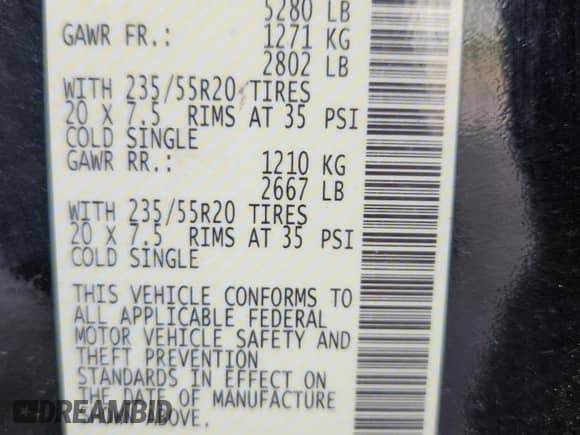 5280 LB
GAWR FR.: 1271 KG
2802 LB
WITH 235/55R20 TIRES
20 X 7.5 RIMS AT 35 PSI
COLD SINGLE
GAWR RR.: 1210 KG
2667 LB
WITH 235/55R20 TIRES
20 X 7.5 RIMS AT 35 PSI
COLD SINGLE
THIS VEHICLE CONFORMS TO
ALL APPLICABLE FEDERAL
MOTOR VEHICLE SAFETY AND
THEFT PREVENTION
STANDARDS IN EFFECT ON
THE DATE OF MANUFACTURE
ABOVE.
DREAMBID